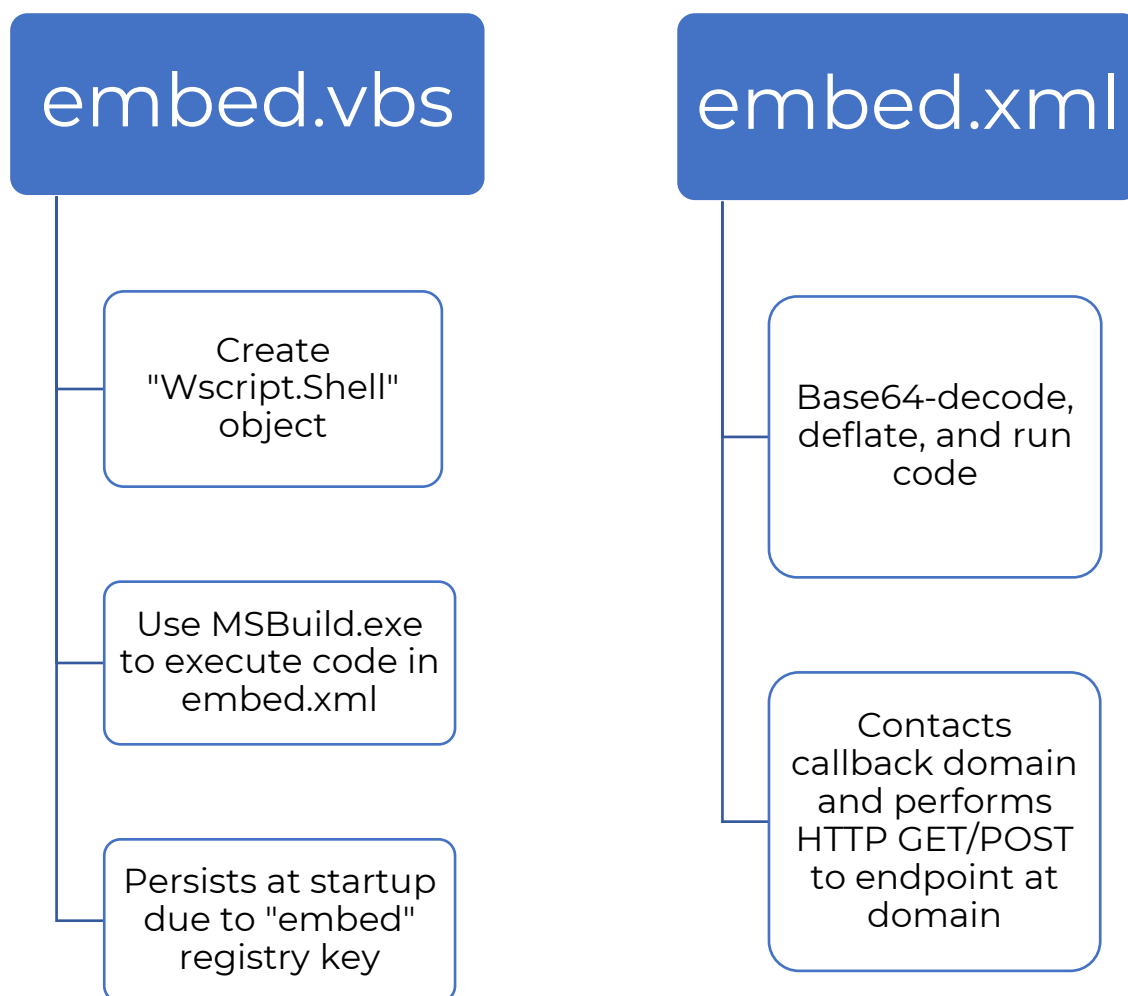 embed.vbs
Create
"Wscript.Shell"
object
Use MSBuild.exe
to execute code in
embed.xml
Persists at startup
due to "embed"
registry key
embed.xml
Base64-decode,
deflate, and run
code
Contacts
callback domain
and performs
HTTP GET/POST
to endpoint at
domain